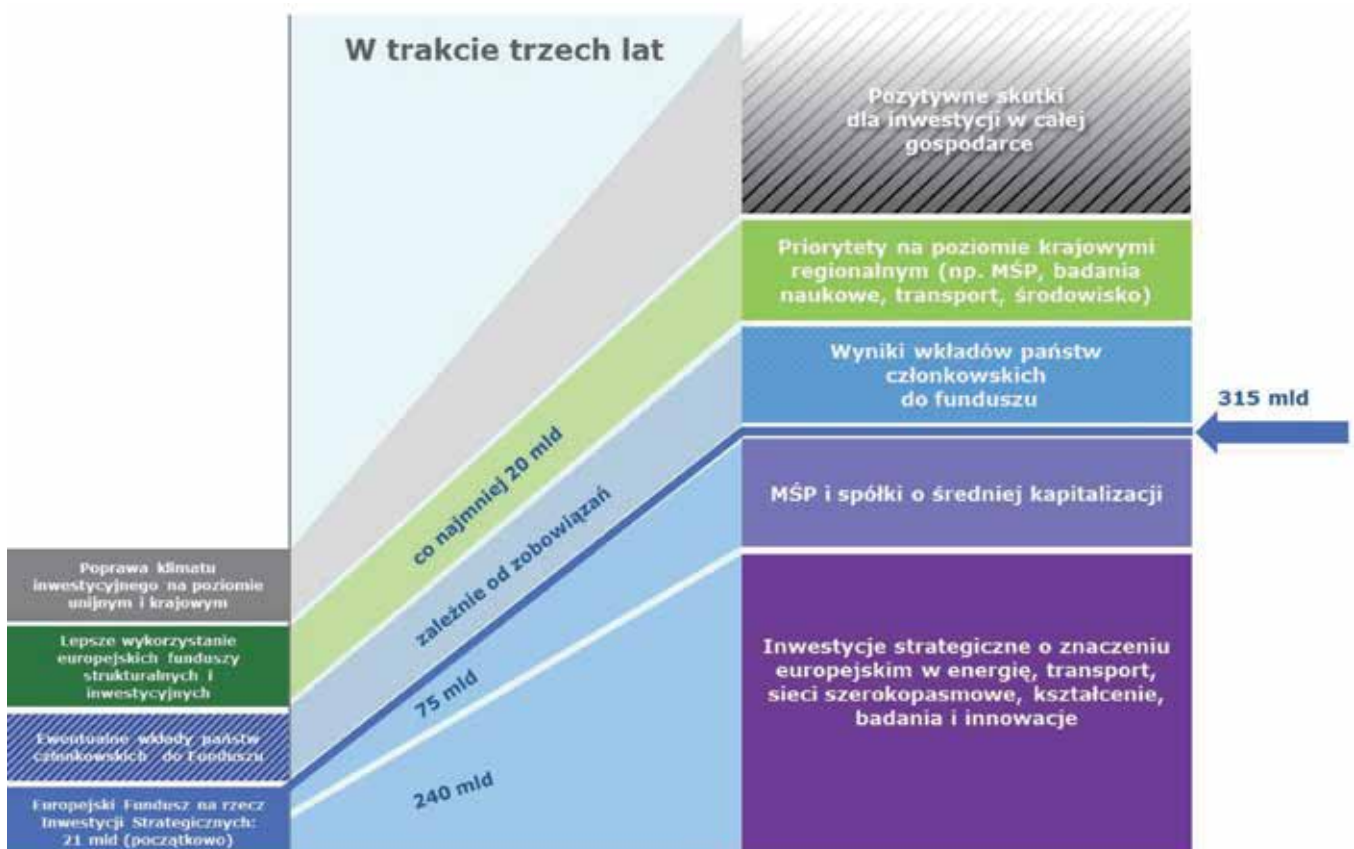 W trakcie trzech lat
Pozytywne skutki
dla inwestycji w całej
gospodarce
Priorytety na poziomie krajowymi
regionalnym (np. MŚP, badania
naukowe, transport, środowisko)
Wyniki wkładów państw
członkowskich
do funduszu
315 mld
MŚP i spółki o średniej kapitalizacji
Inwestycje strategiczne o znaczeniu
europejskim w energię, transport,
sieci szerokopasmowe, kształcenie,
badania i innowacje
co najmniej 20 mld
zależnie od zobowiązań
75 mld
240 mld
Poprawa klimatu
inwestycyjnego na poziomie
unijnym i krajowym
Lepsze wykorzystanie
europejskich funduszy
strukturalnych i
inwestycyjnych
Ewentualne wkłady państw
członkowskich do Funduszu
Europejski Fundusz na rzecz
Inwestycji Strategicznych:
21 mld (początkowo)